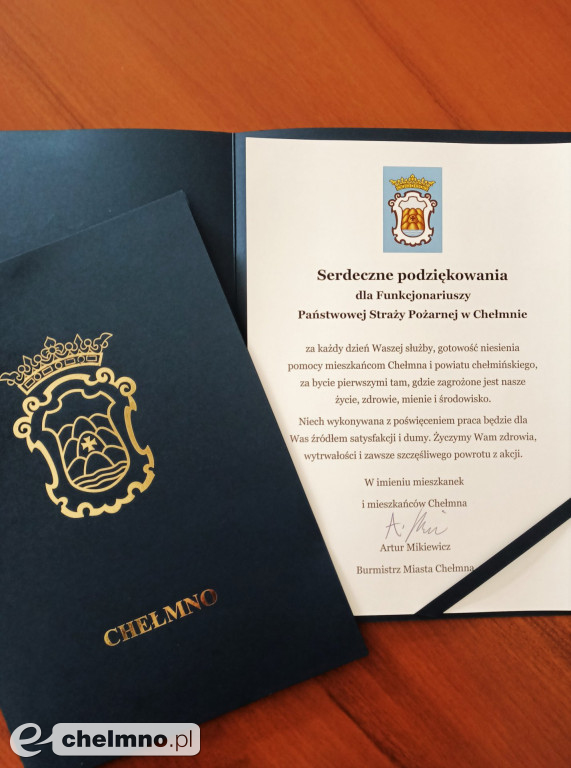 Serdeczne podziękowania
dla Funkcjonariuszy
Państwowej Straży Pożarnej w Chełmnie
za każdy dzień Waszej służby, gotowość niesienia
pomocy mieszkańcom Chełmna i powiatu chełmińskiego,
za bycie pierwszymi tam, gdzie zagrożone jest nasze
życie, zdrowie, mienie i środowisko.
Niech wykonywana z poświęceniem praca będzie dla
Was źródłem satysfakcji i dumy. Życzymy Wam zdrowia,
wytrwałości i zawsze szczęśliwego powrotu z akcji.
W imieniu mieszkanek
i mieszkańców Chełmna
Artur Mikiewicz
Burmistrz Miasta Chełmna
CHEŁMNO
e chelmno.pl